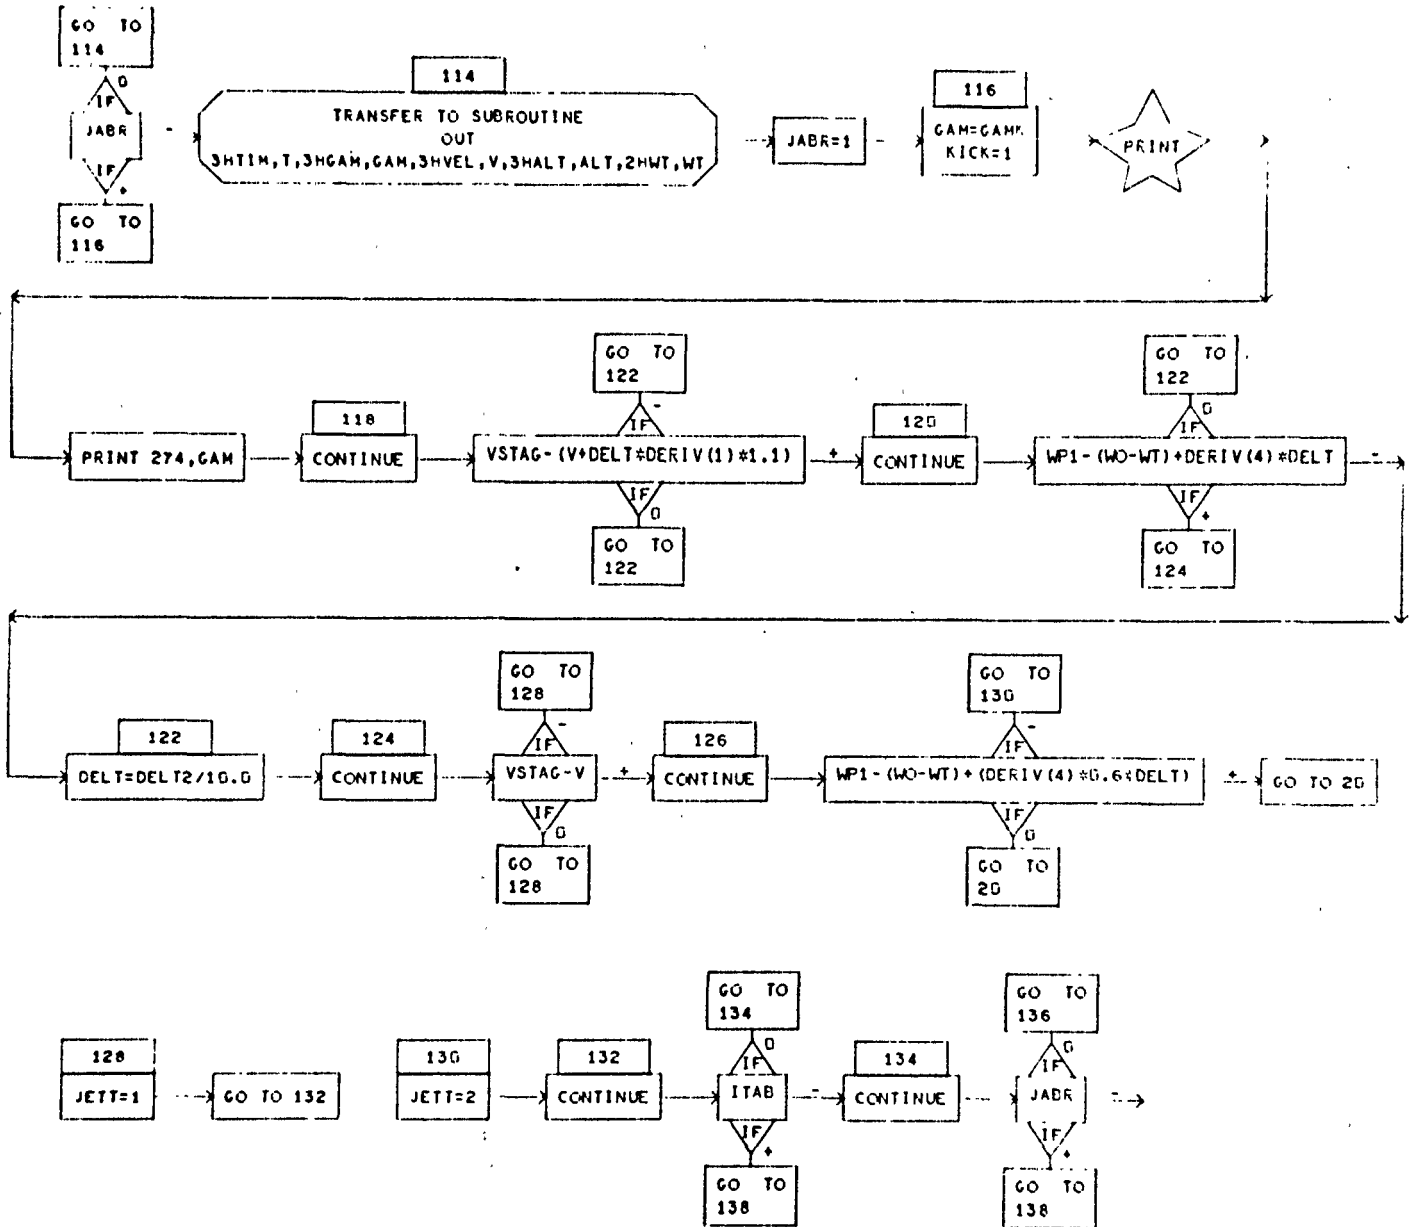 GO TO
114
0
IF
JABR
-
IF
+
GO TO
116
114
TRANSFER TO SUBROUTINE
OUT
3HTIM,T,3HGAM,GAM,3HVEL,V,3HALT,ALT,2HWT,WT
JABR=1
-
116
GAM=GAMK
KICK=1
PRINT
PRINT 274,GAM
118
CONTINUE
GO TO
122
-
IF
VSTAG-(V+DELT*DERIV(1)*1.1)
IF
0
GO TO
122
+
120
CONTINUE
GO TO
122
0
IF
WP1-(WO-WT)+DERIV(4)*DELT
-
IF
+
GO TO
124
122
DELT=DELT2/10.0
124
CONTINUE
GO TO
128
-
IF
VSTAG-V
+
IF
0
GO TO
128
126
CONTINUE
GO TO
130
-
IF
WP1-(WO-WT)+(DERIV(4)*0.6*DELT)
+
IF
0
GO TO
20
GO TO 20
128
JETT=1
GO TO 132
130
JETT=2
132
CONTINUE
GO TO
134
0
IF
ITAB
-
IF
+
GO TO
138
134
CONTINUE
GO TO
136
0
IF
JABR
-
IF
+
GO TO
138